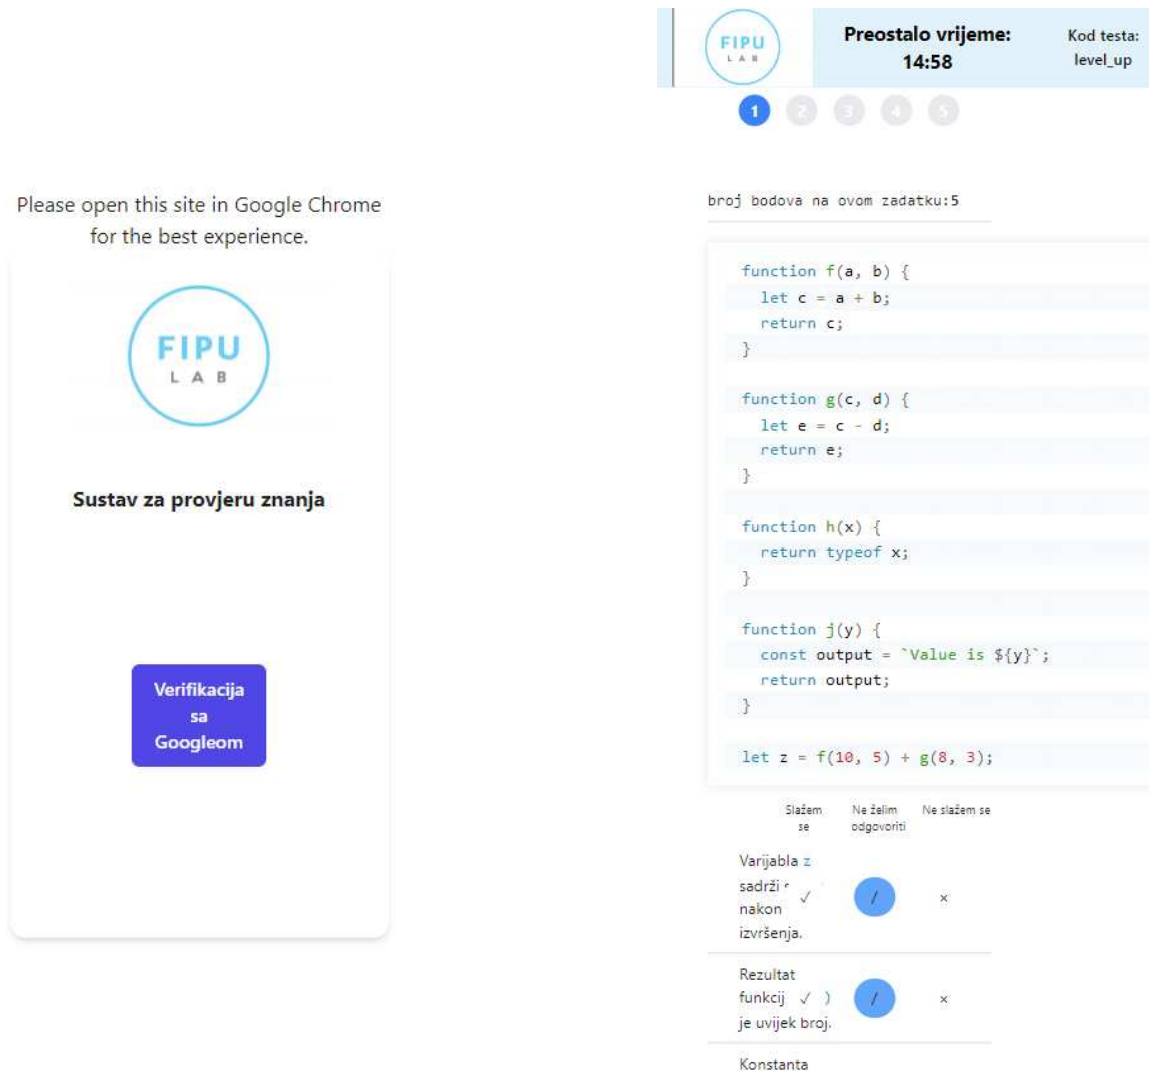 Please open this site in Google Chrome
for the best experience.
FIPU
LAB
Sustav za provjeru znanja
Verifikacija
sa
Googleom
FIPU
LAB
Preostalo vrijeme:
14:58
Kod testa:
level_up
1 2 3 4 5
broj bodova na ovom zadatku:5
function f(a, b) {
let c = a + b;
return c;
}
function g(c, d) {
let e = c - d;
return e;
}
function h(x) {
return typeof x;
}
function j(y) {
const output = `Value is ${y}`;
return output;
}
let z = f(10, 5) + g(8, 3);
Slažem
se
Ne želim
odgovoriti
Ne slažem se
Varijabla z
sadrži
nakon
izvršenja.
✓ / ×
Rezultat
funkcij ✓ ) / ×
je uvijek broj.
Konstanta